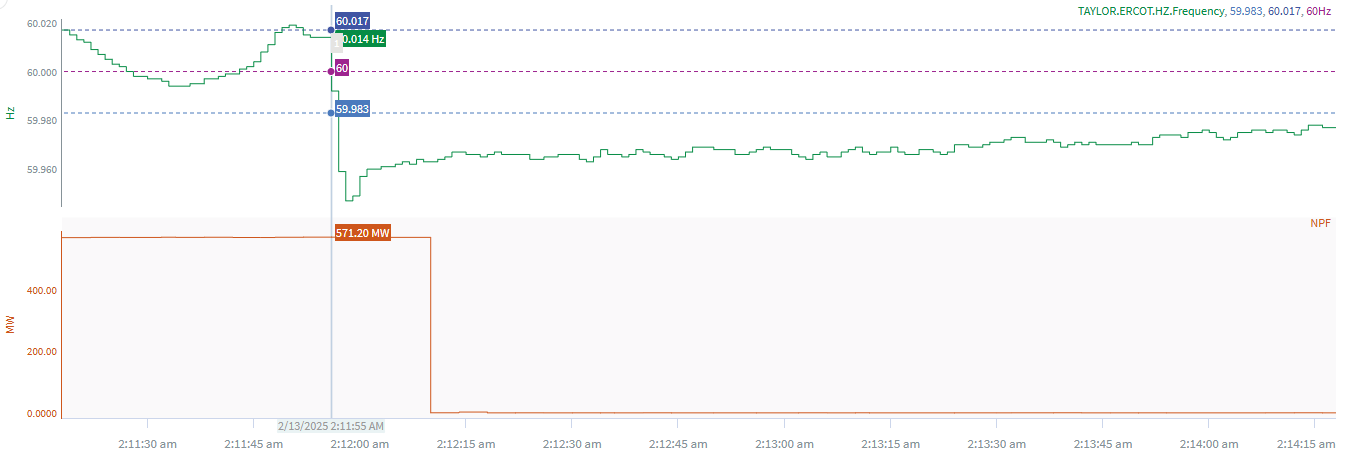 TAYLOR.ERCOT.HZ.Frequency, 59.983, 60.017, 60Hz
60.020
60.017
0.014 Hz
60.000
60
Hz
59.983
59.980
59.960
NPF
571.20 MW
400.00
MW
200.00
0.0000
2/13/2025 2:11:55 AM
2:11:30 am 2:11:45 am 2:12:00 am 2:12:15 am 2:12:30 am 2:12:45 am 2:13:00 am 2:13:15 am 2:13:30 am 2:13:45 am 2:14:00 am 2:14:15 am